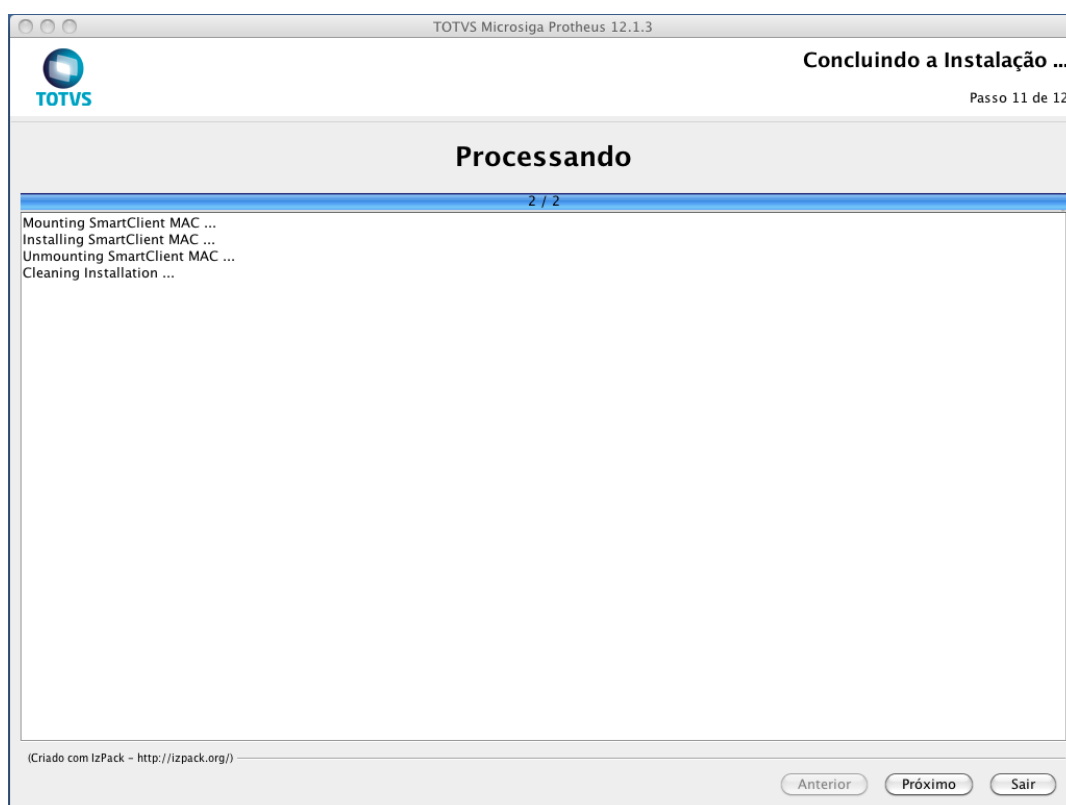 TOTVS Microsiga Protheus 12.1.3
TOTVS
Concluindo a Instalação ...
Passo 11 de 12
Processando
2 / 2
Mounting SmartClient MAC ...
Installing SmartClient MAC ...
Unmounting SmartClient MAC ...
Cleaning Installation ...
(Criado com IzPack – http://izpack.org/)
Anterior Próximo Sair